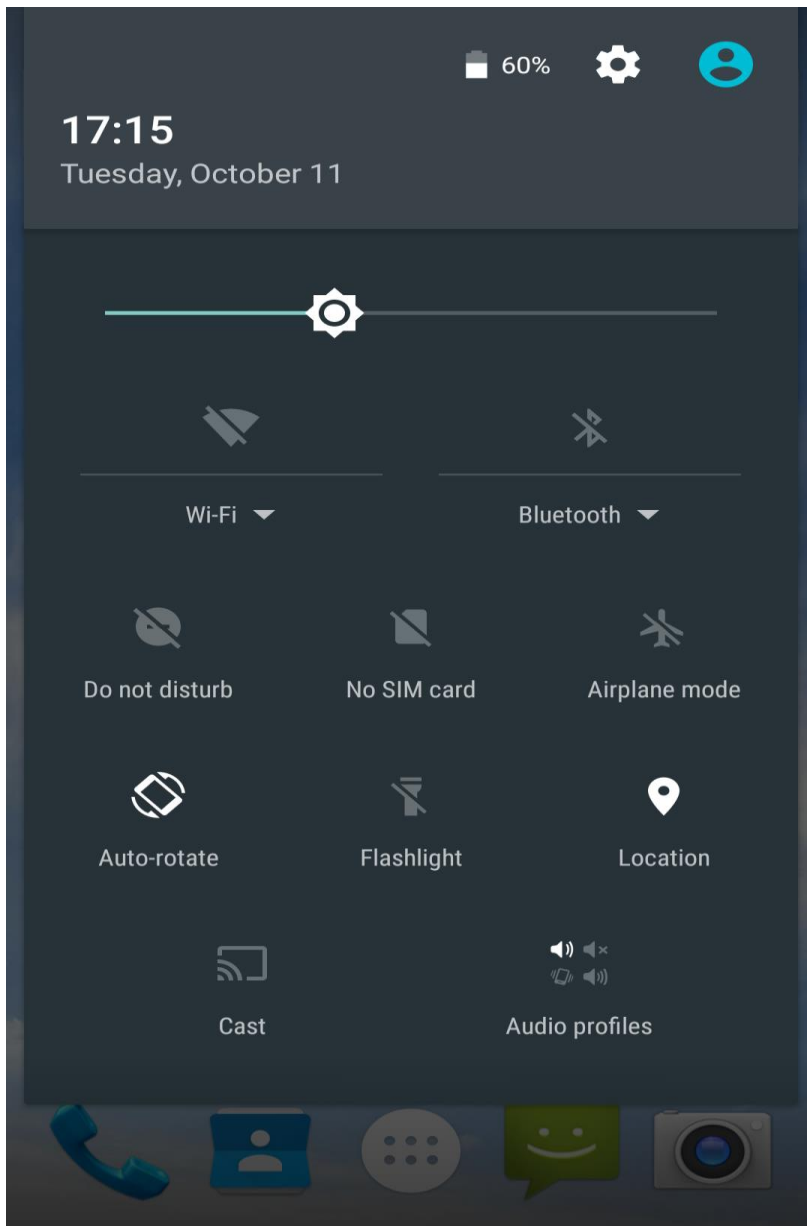 60%
17:15
Tuesday, October 11
Wi-Fi
Bluetooth
Do not disturb
No SIM card
Airplane mode
Auto-rotate
Flashlight
Location
Cast
Audio profiles